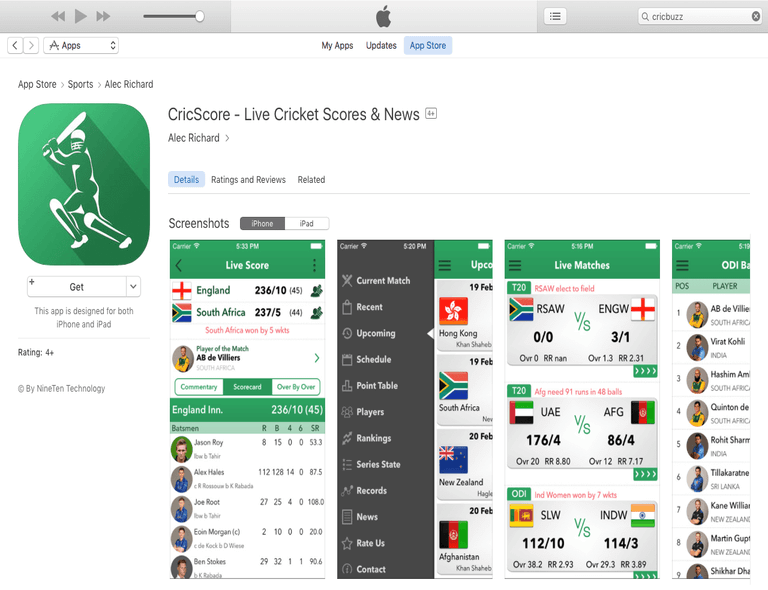 cricbuzz
Apps
My Apps Updates App Store
App Store > Sports > Alec Richard
CricScore - Live Cricket Scores & News 4+
Alec Richard >
Details Ratings and Reviews Related
Screenshots iPhone iPad
+ Get
This app is designed for both
iPhone and iPad
Rating: 4+
© By NineTen Technology
Carrier 5:33 PM
Live Score
England 236/10 (45)
South Africa 237/5 (44)
South Africa won by 5 wkts
Player of the Match
AB de Villiers
SOUTH AFRICA
Commentary Scorecard Over By Over
England Inn. 236/10 (45)
Batsmen R B 4 6 SR
Jason Roy 8 15 0 0 53.3
lbw b Tahir
Alex Hales 112 128 14 0 87.5
c R Rossouw b K Rabada
Joe Root 27 25 4 0 108.0
lbw b Tahir
Eoin Morgan (c) 2 10 0 0 20.0
c de Kock b D Wiese
Ben Stokes 29 32 1 1 90.6
b K Rabada
Carrier 5:20 PM
Current Match
Recent
Upcoming
Schedule
Point Table
Players
Rankings
Series State
Records
News
Rate Us
Contact
Upco
19 Feb
Hong Kong
Khan Shaheb
19 Feb
South Africa
New
20 Feb
New Zealand
Hagle
20 Feb
Afghanistan
Khan Shaheb
Carrier 5:16 PM
Live Matches
T20 RSAW elect to field
RSAW V/S ENGW
0/0 3/1
Ovr 0 RR nan Ovr 1.3 RR 2.31
T20 Afg need 91 runs in 48 balls
UAE V/S AFG
176/4 86/4
Ovr 20 RR 8.80 Ovr 12 RR 7.17
ODI Ind Women won by 7 wkts
SLW V/S INDW
112/10 114/3
Ovr 38.2 RR 2.93 Ovr 29.3 RR 3.89
Carrier 5:19
ODI Ba
POS PLAYER
1 AB de Villie
SOUTH AFRICA
2 Virat Kohli
INDIA
3 Hashim Aml
SOUTH AFRICA
4 Quinton de
SOUTH AFRICA
5 Rohit Sharm
INDIA
6 Tillakaratne
SRI LANKA
7 Kane Willian
NEW ZEALAND
8 Martin Gupt
NEW ZEALAND
9 Shikhar Dha